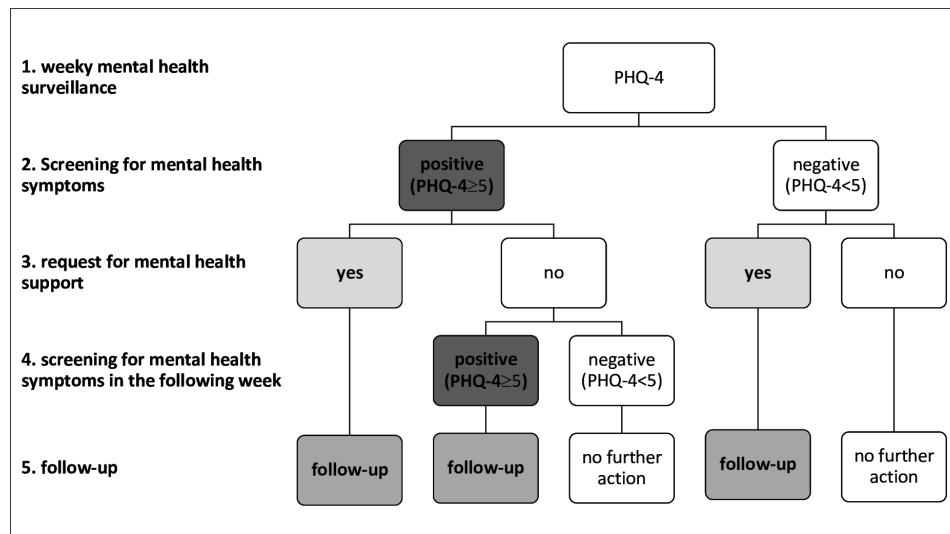 1. weeky mental health
surveillance
PHQ-4
2. Screening for mental health
symptoms
positive
(PHQ-4≥5)
negative
(PHQ-4<5)
3. request for mental health
support
yes
no
yes
no
4. screening for mental health
symptoms in the following week
positive
(PHQ-4≥5)
negative
(PHQ-4<5)
5. follow-up
follow-up
follow-up
no further
action
follow-up
no further
action